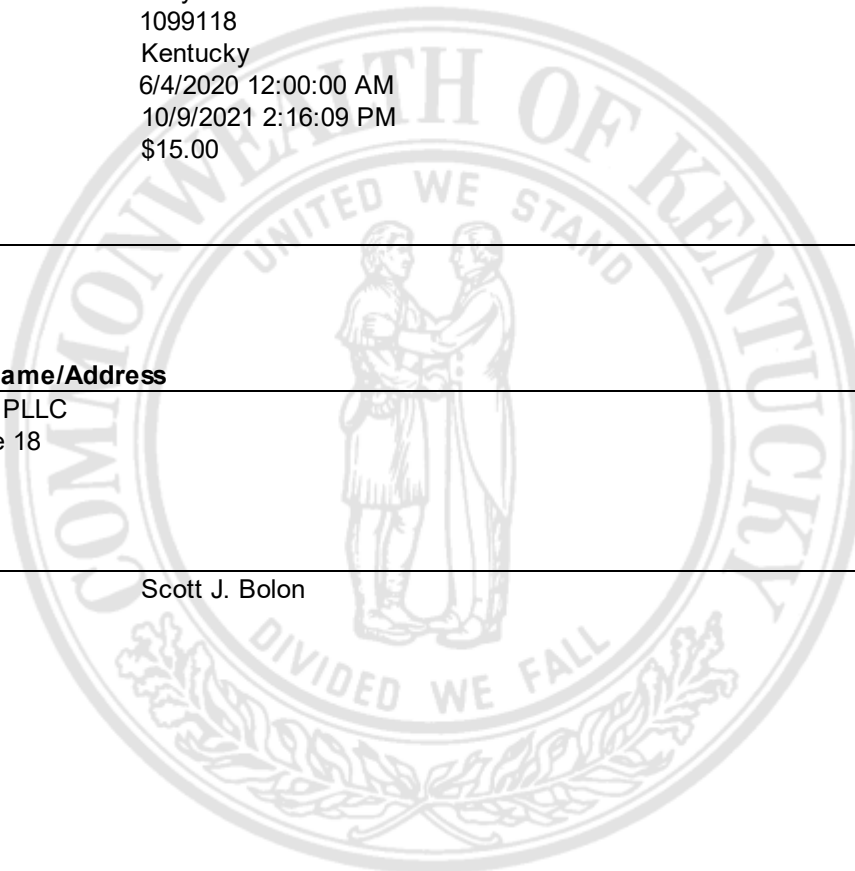 1099118
Kentucky
6/4/2020 12:00:00 AM
10/9/2021 2:16:09 PM
$15.00
COMMONWEALTH OF KENTUCKY
UNITED WE STAND
ame/Address
PLLC
e 18
Scott J. Bolon
DIVIDED WE FALL